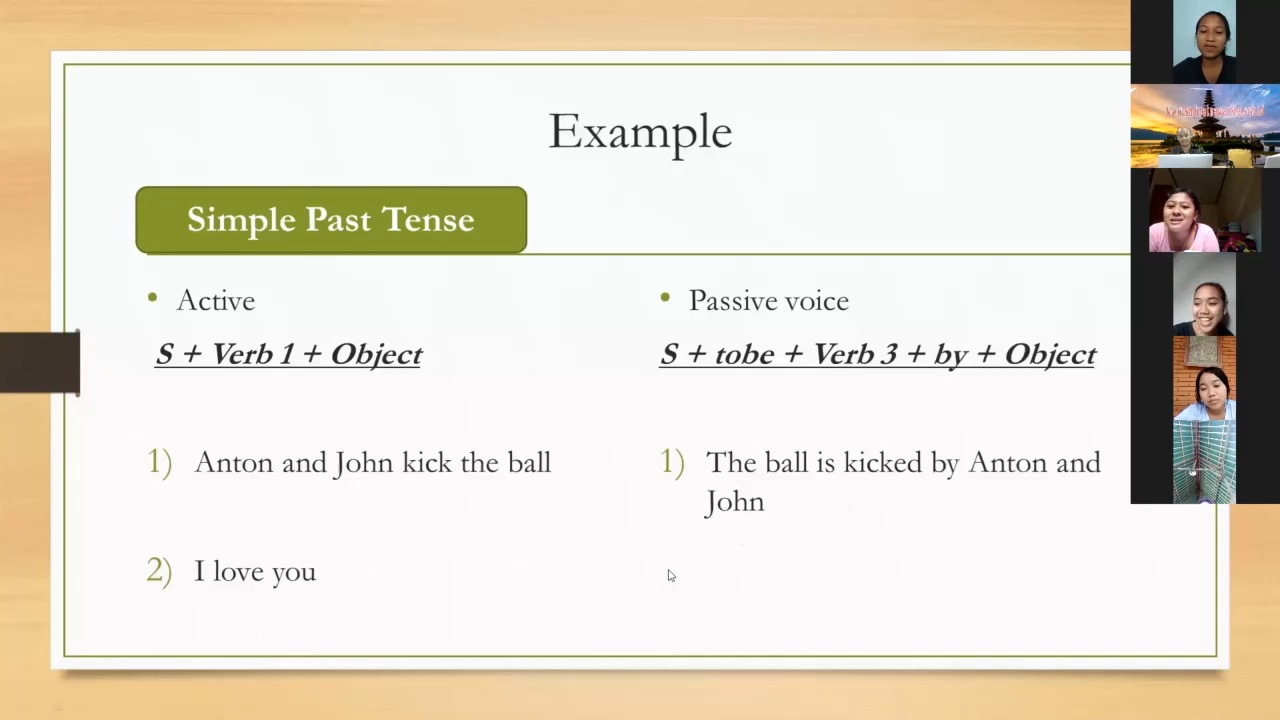 Example
Simple Past Tense
• Active
S + Verb 1 + Object
1) Anton and John kick the ball
2) I love you
• Passive voice
S + tobe + Verb 3 + by + Object
1) The ball is kicked by Anton and
John